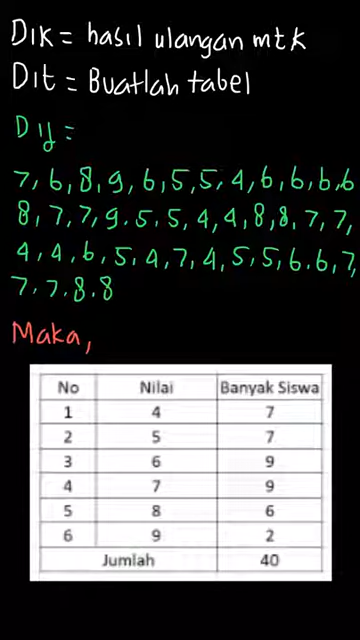 Dik = hasil ulangan mtk
Dit = Buatlah tabel
Dij =
7, 6, 8, 9, 6, 5, 5, 4, 6, 6, 6, 6
8, 7, 7, 9. 5, 5, 4, 4, 8, 8, 7, 7,
4, 4, 6, 5, 4, 7, 4, 5, 5, 6. 6, 7,
7. 7. 8. 8
Maka,
No Nilai Banyak Siswa
1 4 7
2 5 7
3 6 9
4 7 9
5 8 6
6 9 2
Jumlah 40